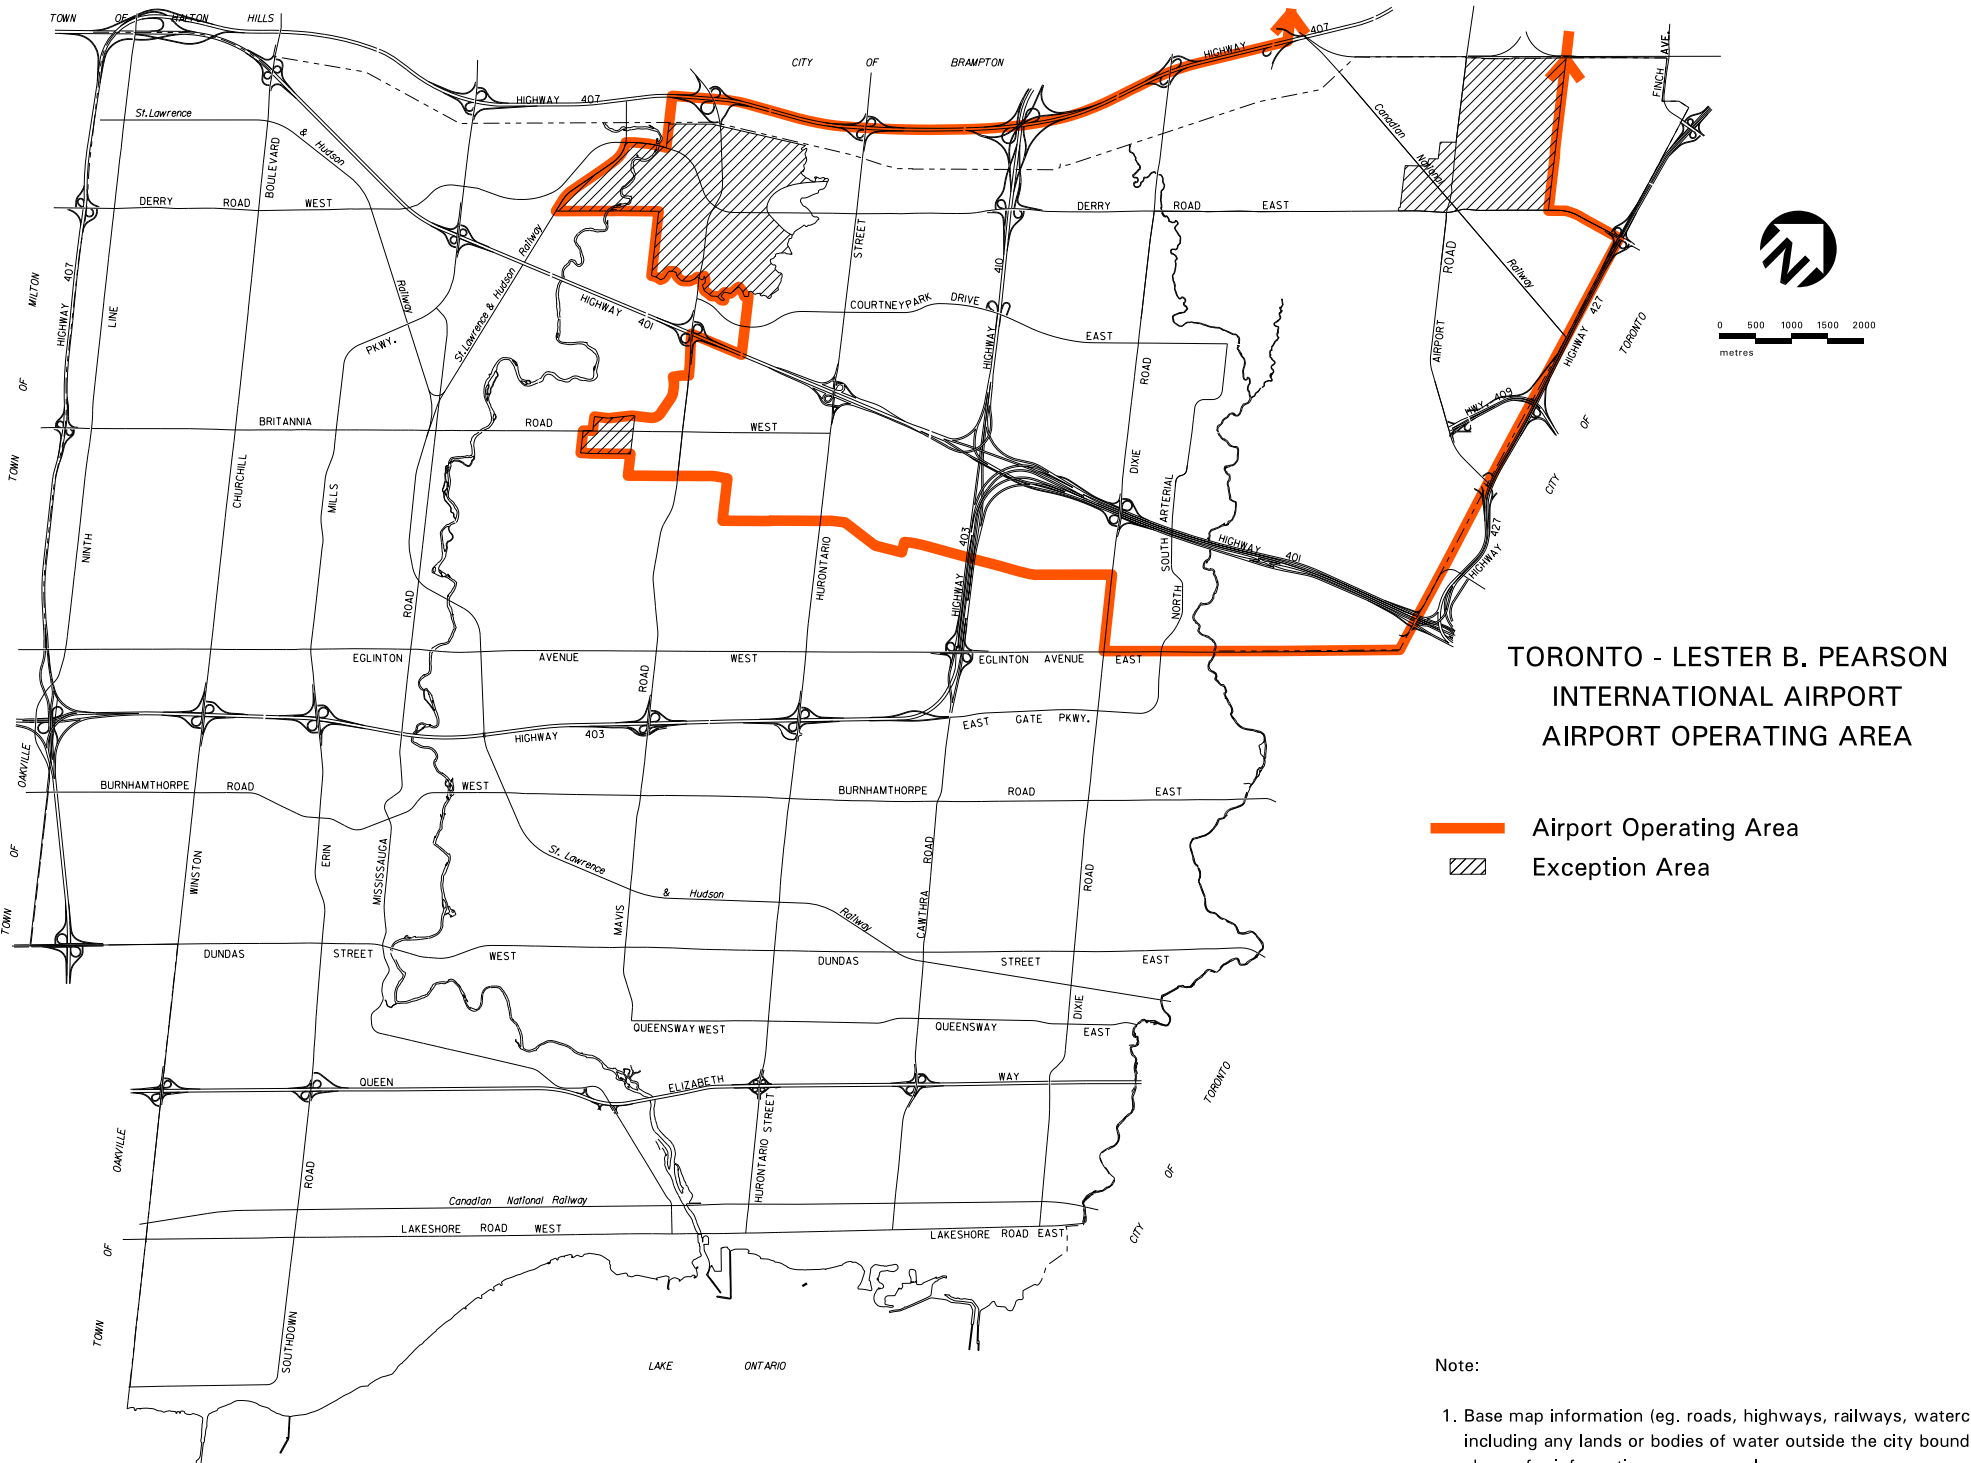 TOWN OF HALTON HILLS
CITY OF BRAMPTON
HIGHWAY 407
HIGHWAY 407
FINCH AVE.
St.Lawrence & Hudson Railway
BOULEVARD
Canadian National Railway
DERRY ROAD WEST
DERRY ROAD EAST
STREET
ROAD
N
0 500 1000 1500 2000
metres
TOWN OF MILTON
HIGHWAY 407
LINE
St.Lawrence & Hudson Railway
HIGHWAY 401
410
COURTNEYPARK DRIVE EAST
HIGHWAY
AIRPORT
HIGHWAY 427
TORONTO
PKWY.
ROAD
HWY. 409
OF
CITY
BRITANNIA ROAD WEST
CHURCHILL
MILLS
DIXIE
SOUTH ARTERIAL
NORTH
HIGHWAY 401
HIGHWAY 427
NINTH
ROAD
HURONTARIO
HIGHWAY 403
EGLINTON AVENUE WEST
EGLINTON AVENUE EAST
ROAD
TORONTO - LESTER B. PEARSON
INTERNATIONAL AIRPORT
AIRPORT OPERATING AREA
HIGHWAY 403
EAST GATE PKWY.
TOWN OF OAKVILLE
BURNHAMTHORPE ROAD WEST
BURNHAMTHORPE ROAD EAST
Airport Operating Area
Exception Area
WINSTON
ERIN
MISSISSAUGA
St. Lawrence & Hudson Railway
MAVIS
CAWTHRA ROAD
ROAD
DUNDAS STREET WEST
DUNDAS STREET EAST
DIXIE
QUEENSWAY WEST
QUEENSWAY EAST
QUEEN ELIZABETH WAY
HURONTARIO STREET
CITY OF TORONTO
TOWN OF OAKVILLE
ROAD
Canadian National Railway
LAKESHORE ROAD WEST
LAKESHORE ROAD EAST
SOUTHDOWN
LAKE ONTARIO
Note:
1. Base map information (eg. roads, highways, railways, waterc
including any lands or bodies of water outside the city bound